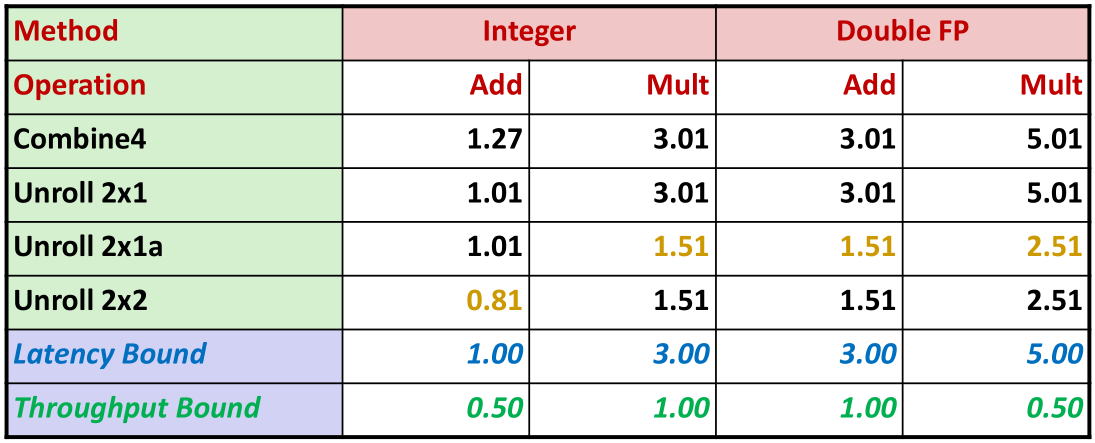 Method Integer Double FP
Operation Add Mult Add Mult
Combine4 1.27 3.01 3.01 5.01
Unroll 2x1 1.01 3.01 3.01 5.01
Unroll 2x1a 1.01 1.51 1.51 2.51
Unroll 2x2 0.81 1.51 1.51 2.51
Latency Bound 1.00 3.00 3.00 5.00
Throughput Bound 0.50 1.00 1.00 0.50